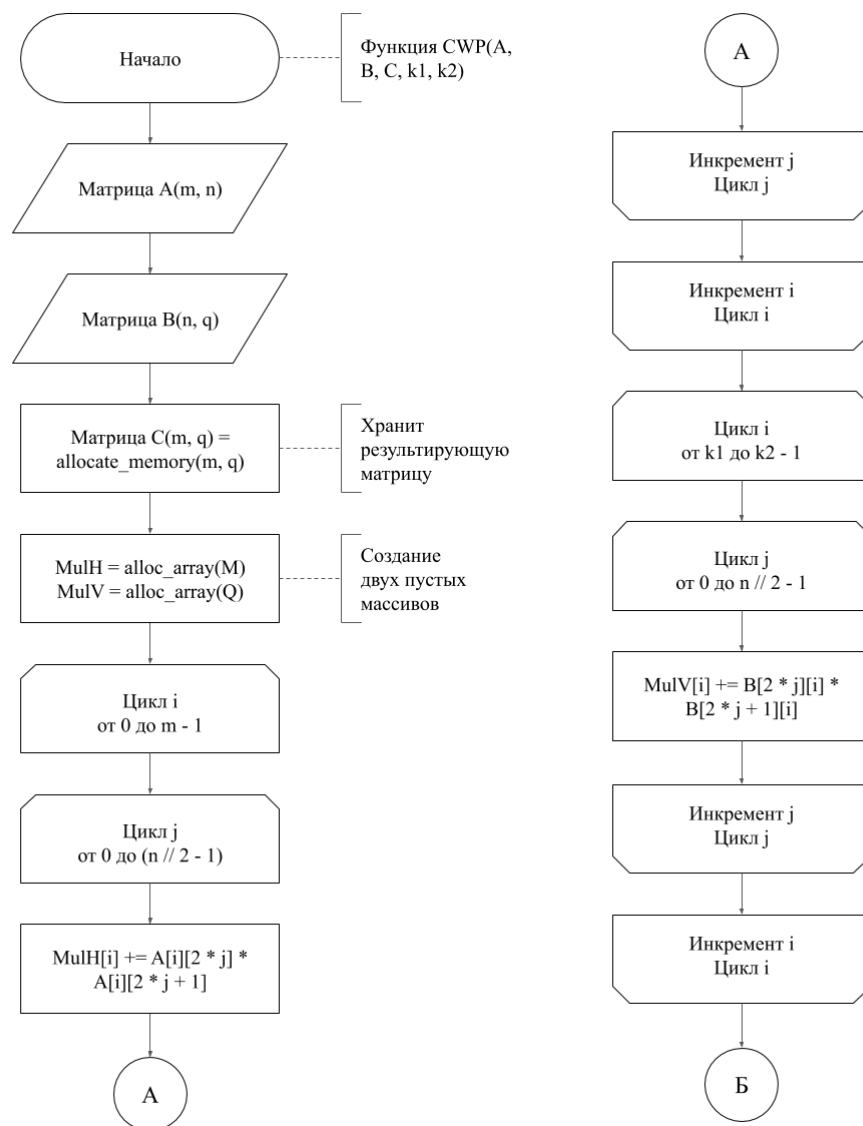 Начало
Функция CWP(A,
B, C, k1, k2)
Матрица A(m, n)
Матрица B(n, q)
Матрица C(m, q) =
allocate_memory(m, q)
Хранит
результирующую
матрицу
MulH = alloc_array(M)
MulV = alloc_array(Q)
Создание
двух пустых
массивов
Цикл i
от 0 до m - 1
Цикл j
от 0 до (n // 2 - 1)
MulH[i] += A[i][2 * j] *
A[i][2 * j + 1]
А
А
Инкремент j
Цикл j
Инкремент i
Цикл i
Цикл i
от k1 до k2 - 1
Цикл j
от 0 до n // 2 - 1
MulV[i] += B[2 * j][i] *
B[2 * j + 1][i]
Инкремент j
Цикл j
Инкремент i
Цикл i
Б